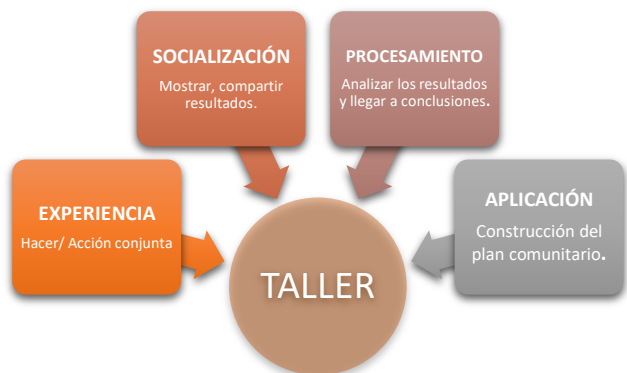 SOCIALIZACIÓN
Mostrar, compartir
resultados.
PROCESAMIENTO
Analizar los resultados
y llegar a conclusiones.
EXPERIENCIA
Hacer/ Acción conjunta
APLICACIÓN
Construcción del
plan comunitario.
TALLER